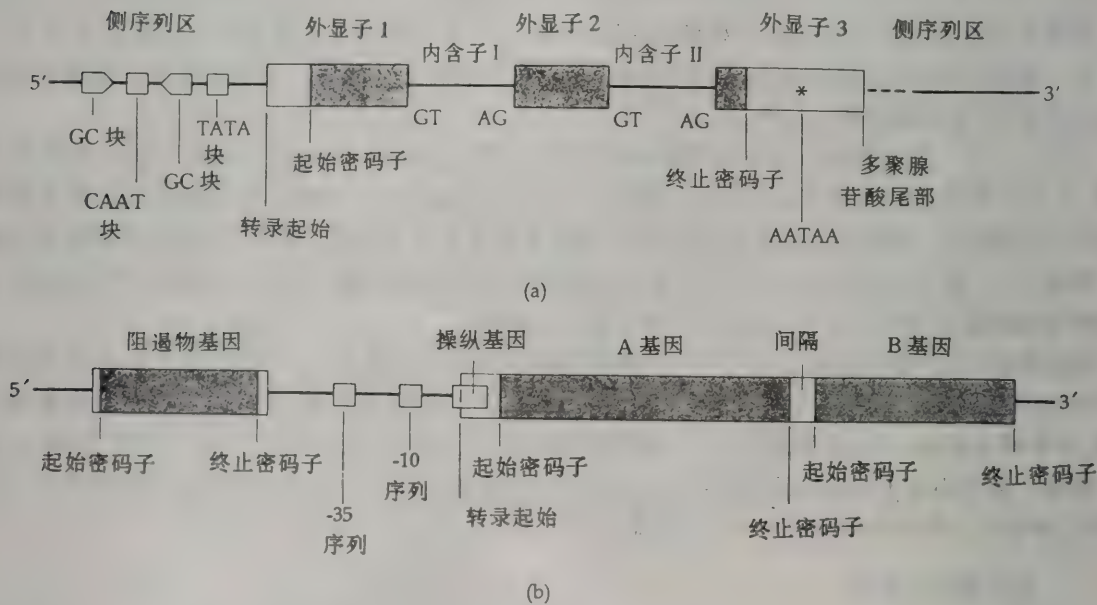 侧序列区 外显子 1 外显子 2 外显子 3 侧序列区
内含子 I 内含子 II
5′ * 3′
GT AG GT AG
GC 块
TATA
块
起始密码子
终止密码子
多聚腺
苷酸尾部
CAAT
块
GC 块
转录起始
AATAA
(a)
阻遏物基因 操纵基因 A 基因 间隔 B 基因
5′ 3′
起始密码子 终止密码子 -10
序列
起始密码子 起始密码子 终止密码子
-35
序列
转录起始
终止密码子
(b)